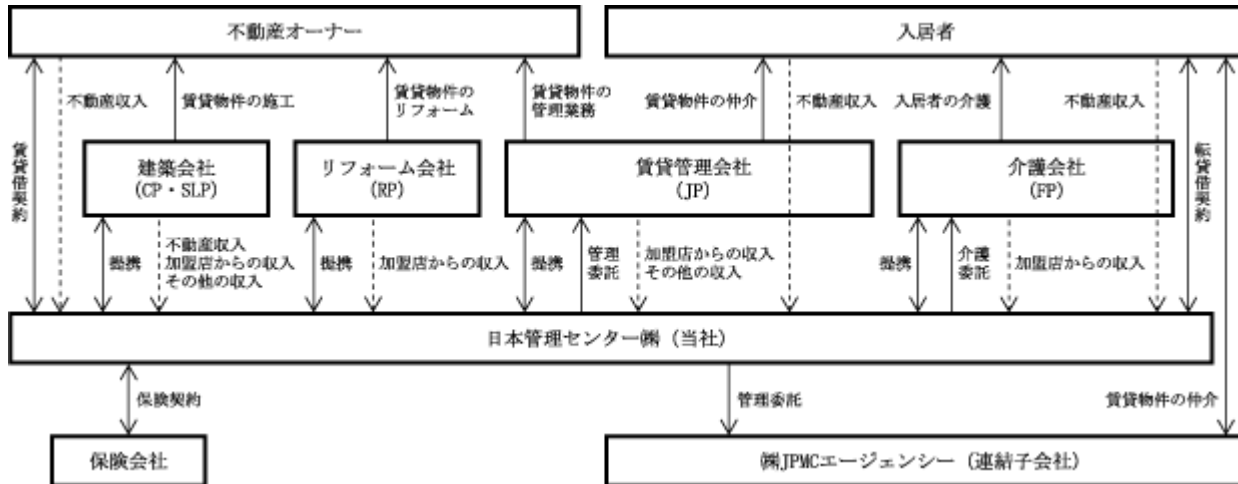 不動産オーナー
入居者
不動産収入
賃貸物件の施工
賃貸物件の
リフォーム
賃貸物件の
管理業務
賃貸物件の仲介
不動産収入
入居者の介護
不動産収入
賃貸借契約
建築会社
(CP・SLP)
リフォーム会社
(RP)
賃貸管理会社
(JP)
介護会社
(FP)
転貸借契約
提携
不動産収入
加盟店からの収入
その他の収入
提携
加盟店からの収入
提携
管理
委託
加盟店からの収入
その他の収入
提携
介護
委託
加盟店からの収入
日本管理センター㈱（当社）
保険契約
管理委託
賃貸物件の仲介
保険会社
㈱JPMCエージェンシー（連結子会社）